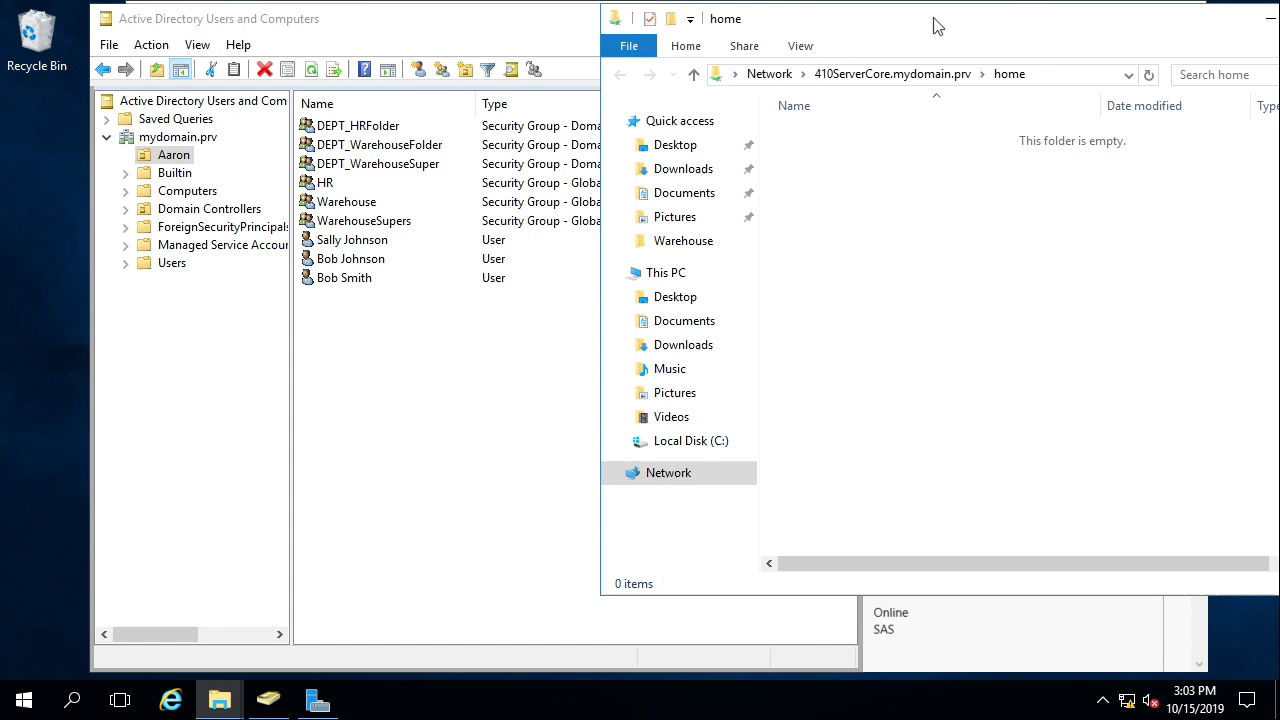 Recycle Bin
Active Directory Users and Computers
File Action View Help
Active Directory Users and Com
Saved Queries
mydomain.prv
Aaron
Builtin
Computers
Domain Controllers
ForeignSecurityPrincipals
Managed Service Accou
Users
Name Type
DEPT_HRFolder Security Group - Doma
DEPT_WarehouseFolder Security Group - Doma
DEPT_WarehouseSuper Security Group - Doma
HR Security Group - Globa
Warehouse Security Group - Globa
WarehouseSupers Security Group - Globa
Sally Johnson User
Bob Johnson User
Bob Smith User
home
File Home Share View
Network 410ServerCore.mydomain.prv home
Search home
Quick access
Desktop
Downloads
Documents
Pictures
Warehouse
This PC
Desktop
Documents
Downloads
Music
Pictures
Videos
Local Disk (C:)
Network
Name Date modified Type
This folder is empty.
0 items
Online
SAS
3:03 PM
10/15/2019